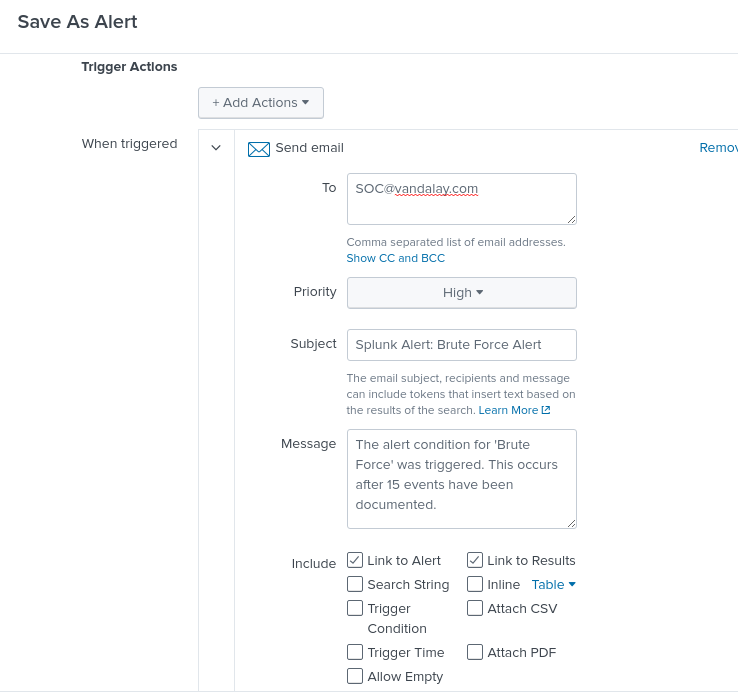 Save As Alert
Trigger Actions
+ Add Actions
When triggered
Send email
Remov
To
SOC@vandalay.com
Comma separated list of email addresses.
Show CC and BCC
Priority
High
Subject
Splunk Alert: Brute Force Alert
The email subject, recipients and message
can include tokens that insert text based on
the results of the search. Learn More
Message
The alert condition for 'Brute
Force' was triggered. This occurs
after 15 events have been
documented.
Include
Link to Alert
Link to Results
Search String
Inline Table
Trigger
Condition
Attach CSV
Trigger Time
Attach PDF
Allow Empty